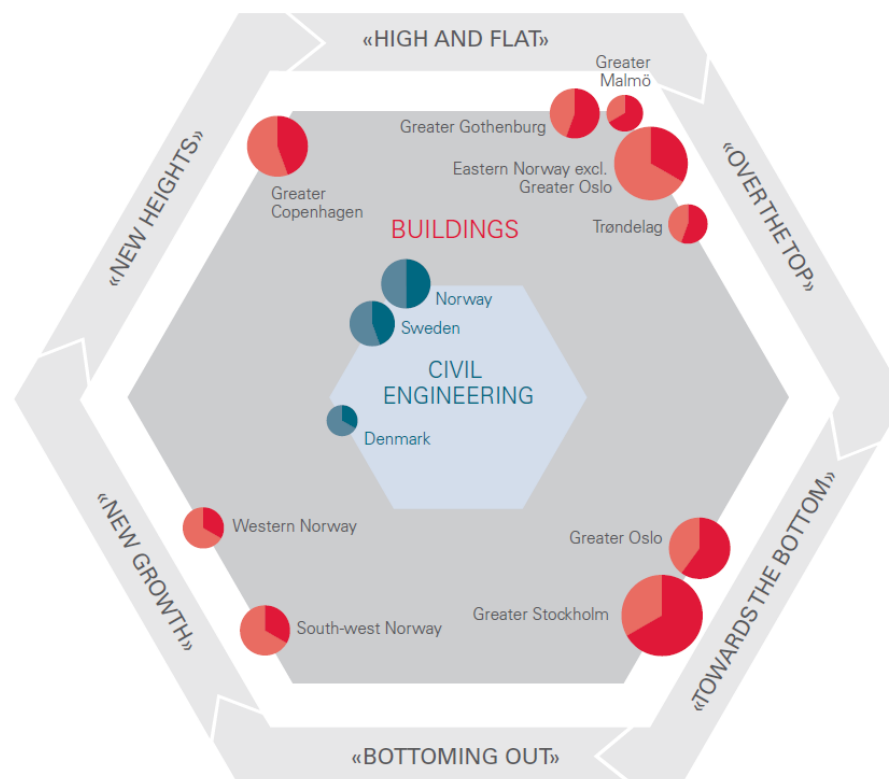 «HIGH AND FLAT»
Greater
Malmö
Greater Gothenburg
«NEW HEIGHTS»
Eastern Norway excl.
Greater Oslo
Greater
Copenhagen
Trøndelag
«OVERTHE TOP»
BUILDINGS
Norway
Sweden
CIVIL
ENGINEERING
Denmark
Western Norway
Greater Oslo
«NEW GROWTH»
Greater Stockholm
South-west Norway
«TOWARDS THE BOTTOM»
«BOTTOMING OUT»